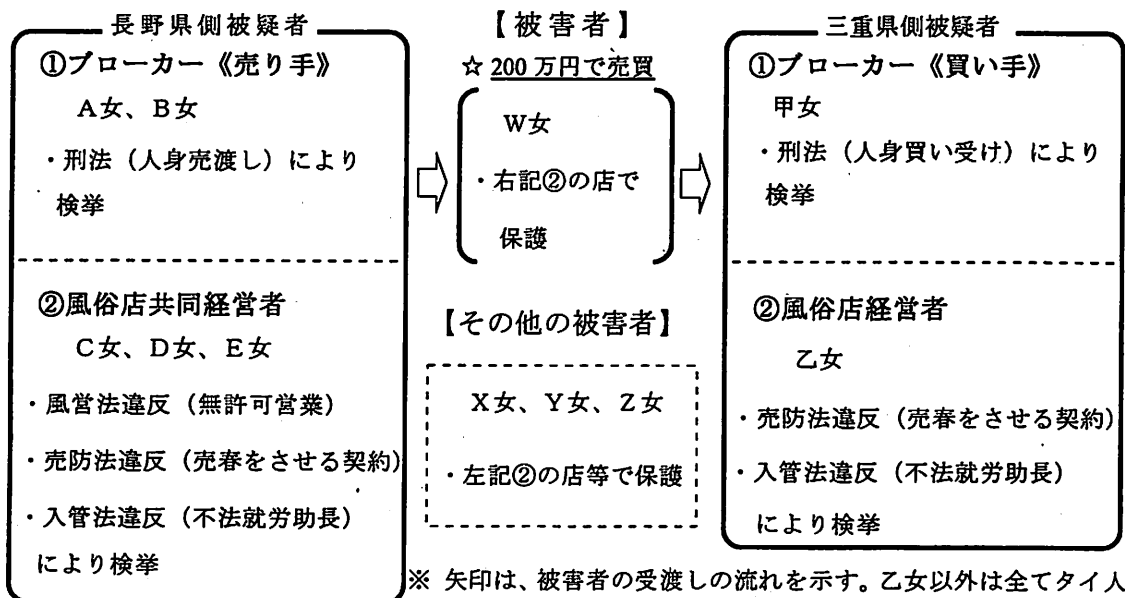 長野県側被疑者
①ブローカー《売り手》
A女、B女
・刑法（人身売渡し）により
検挙
②風俗店共同経営者
C女、D女、E女
・風営法違反（無許可営業）
・売防法違反（売春をさせる契約）
・入管法違反（不法就労助長）
により検挙
【被害者】
☆ 200万円で売買
W女
・右記②の店で
保護
【その他の被害者】
X女、Y女、Z女
・左記②の店等で保護
三重県側被疑者
①ブローカー《買い手》
甲女
・刑法（人身買い受け）により
検挙
②風俗店経営者
乙女
・売防法違反（売春をさせる契約）
・入管法違反（不法就労助長）
により検挙
※ 矢印は、被害者の受渡しの流れを示す。乙女以外は全てタイ人